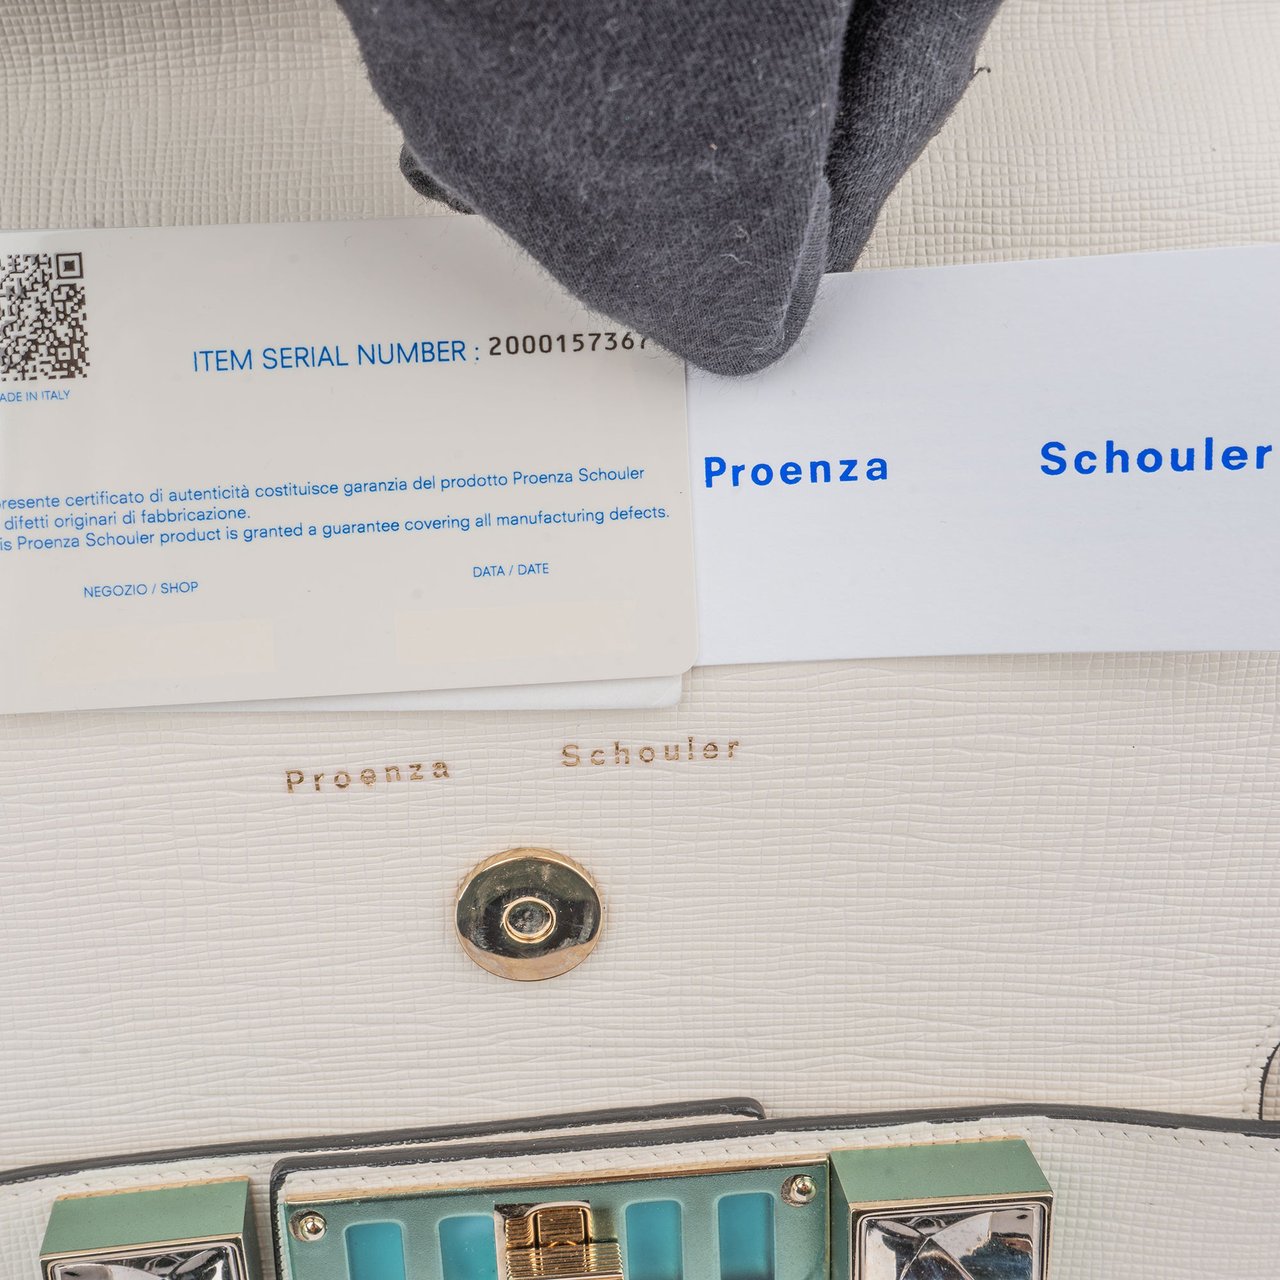 ITEM SERIAL NUMBER : 2000157367
ADE IN ITALY
presente certificato di autenticità costituisce garanzia del prodotto Proenza Schouler
difetti originari di fabbricazione.
is Proenza Schouler product is granted a guarantee covering all manufacturing defects.
NEGOZIO / SHOP
DATA / DATE
Proenza Schouler
Proenza Schouler